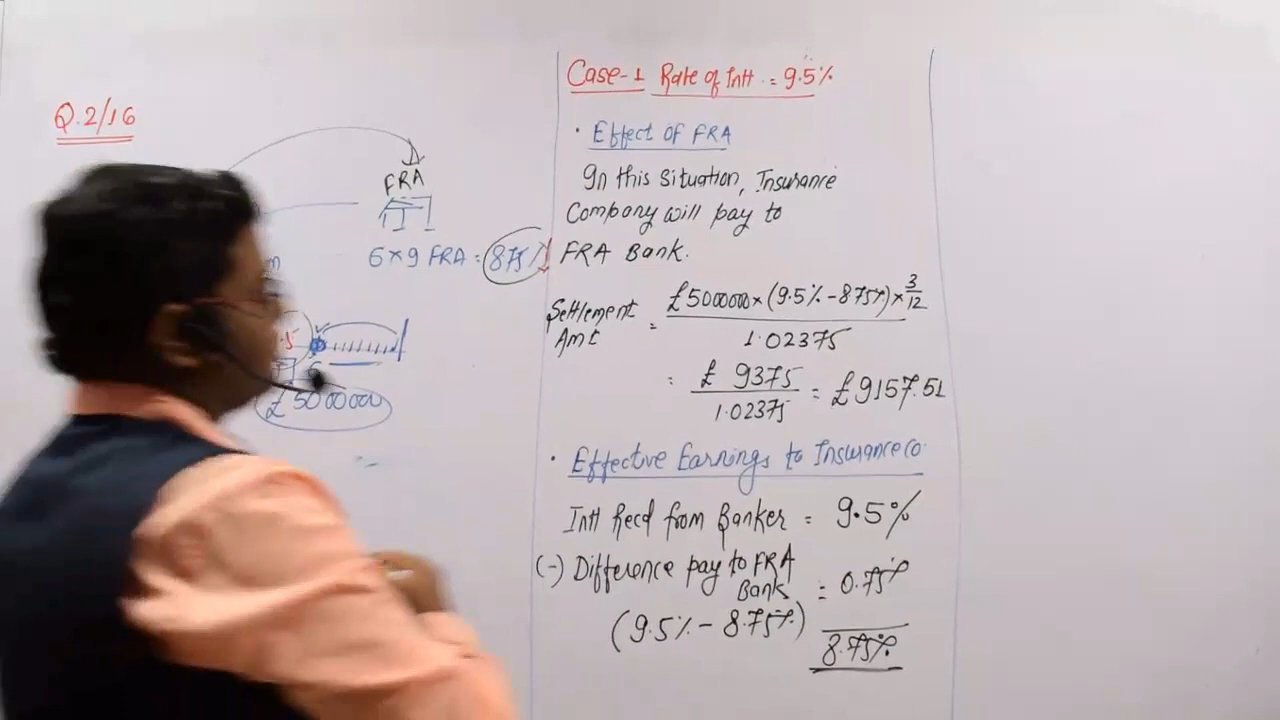 Q.2/16
FRA
6×9 FRA = 8.75%
£5000000
Case-1 Rate of Intt. = 9.5%
• Effect of FRA
In this situation, Insurance
Company will pay to
FRA Bank.
Settlement Amt = £5000000×(9.5%-8.75%)×3/12
1.02375
= £ 9375 / 1.02375 = £9157.51
• Effective Earnings to Insurance Co.
Intt Recd from Banker = 9.5%
(-) Difference pay to FRA
Bank = 0.75%
(9.5%-8.75%)
8.75%